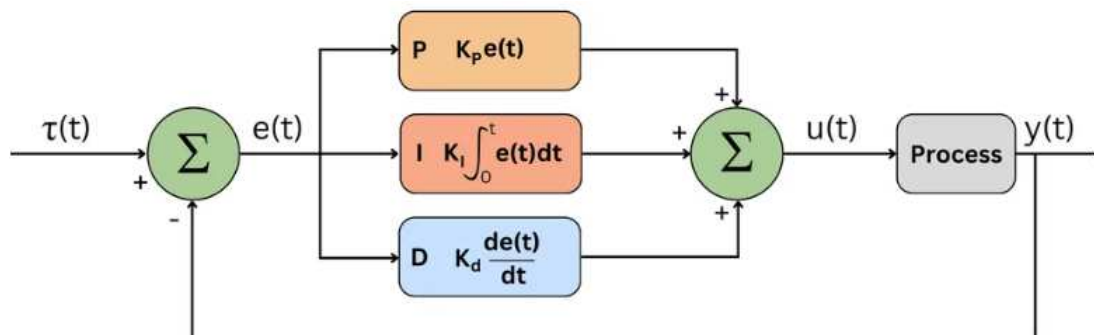 P K_P e(t)
τ(t)
+
-
Σ
e(t)
I K_I ∫_0^t e(t)dt
D K_d de(t)/dt
+
+
+
Σ
u(t)
Process
y(t)